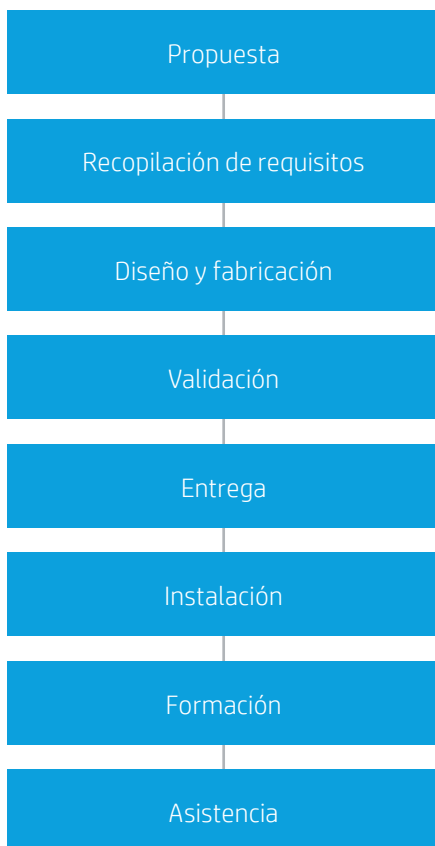 Propuesta
Recopilación de requisitos
Diseño y fabricación
Validación
Entrega
Instalación
Formación
Asistencia